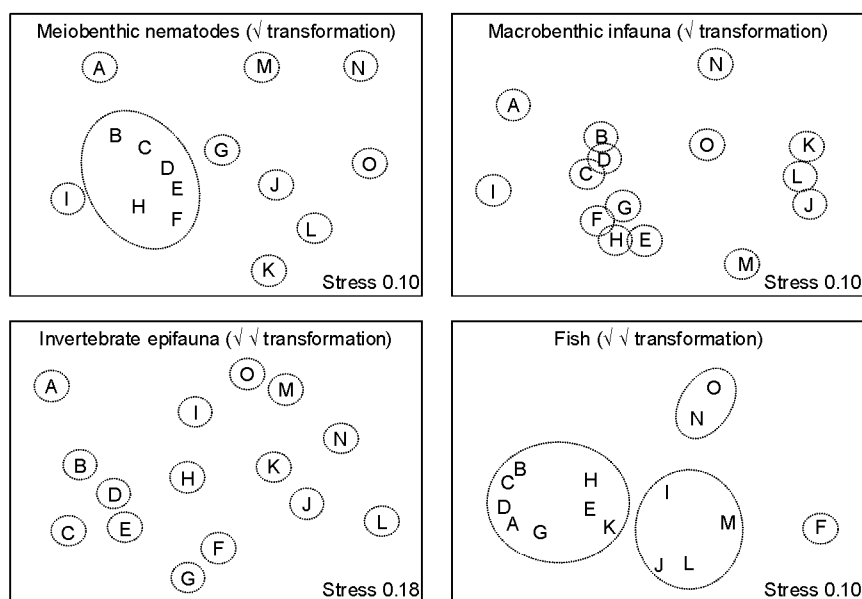 Meiobenthic nematodes (√ transformation)
A M N
B
C G
D O
E J
I H F
L
K
Stress 0.10
Macrobenthic infauna (√ transformation)
N
A
B O K
D
C L
I
G J
F
H E
M
Stress 0.10
Invertebrate epifauna (√ √ transformation)
O
A M
I
N
B K
H
D J
C E L
F
G
Stress 0.18
Fish (√ √ transformation)
O
N
B
C H
I
D E
A K M F
G
J L
Stress 0.10